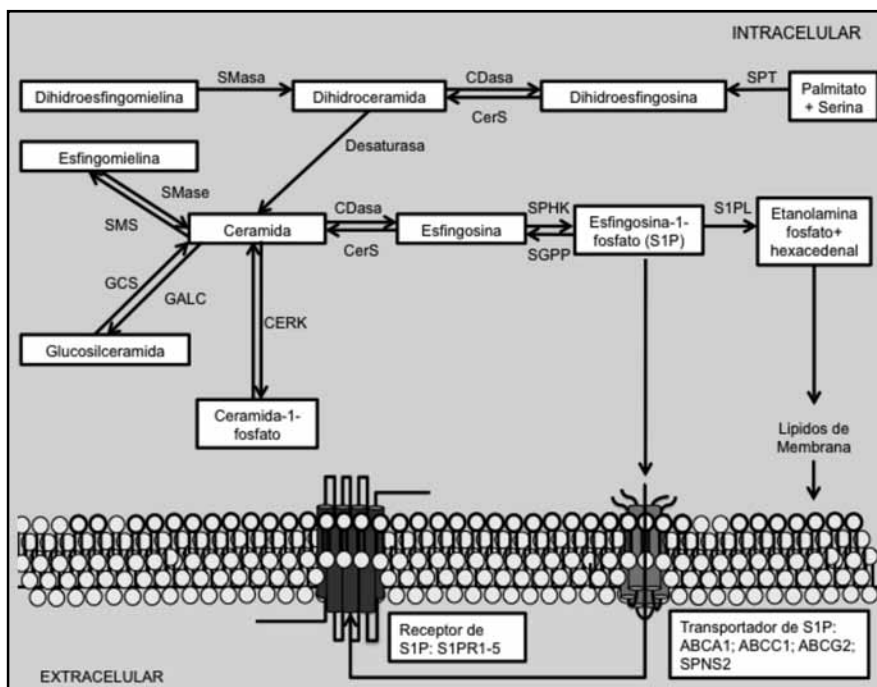 INTRACELULAR
SMasa
CDasa
SPT
Dihidroesfingomielina
Dihidroceramida
Dihidroesfingosina
Palmitato
+ Serina
CerS
Desaturasa
Esfingomielina
SMase
SMS
CDasa
SPHK
S1PL
Ceramida
Esfingosina
Esfingosina-1-
fosfato (S1P)
Etanolamina
fosfato+
hexacedenal
CerS
SGPP
GCS
GALC
CERK
Glucosilceramida
Ceramida-1-
fosfato
Lípidos de
Membrana
Receptor de
S1P: S1PR1-5
Transportador de S1P:
ABCA1; ABCC1; ABCG2;
SPNS2
EXTRACELULAR